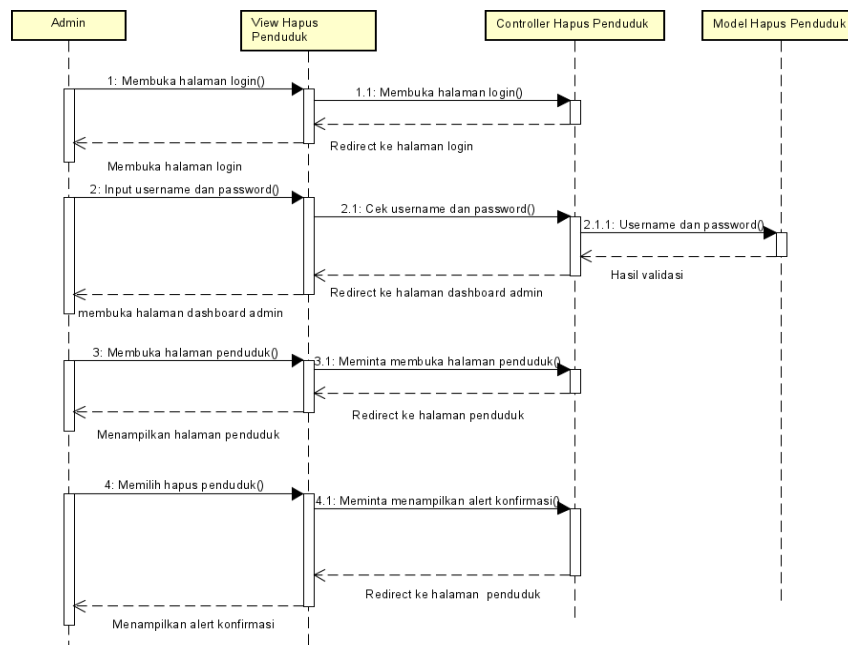 Admin
View Hapus
Penduduk
Controller Hapus Penduduk
Model Hapus Penduduk
1: Membuka halaman login()
1.1: Membuka halaman login()
Redirect ke halaman login
Membuka halaman login
2: Input username dan password()
2.1: Cek username dan password()
2.1.1: Username dan password()
Hasil validasi
Redirect ke halaman dashboard admin
membuka halaman dashboard admin
3: Membuka halaman penduduk()
3.1: Meminta membuka halaman penduduk()
Redirect ke halaman penduduk
Menampilkan halaman penduduk
4: Memilih hapus penduduk()
4.1: Meminta menampilkan alert konfirmasi()
Redirect ke halaman penduduk
Menampilkan alert konfirmasi